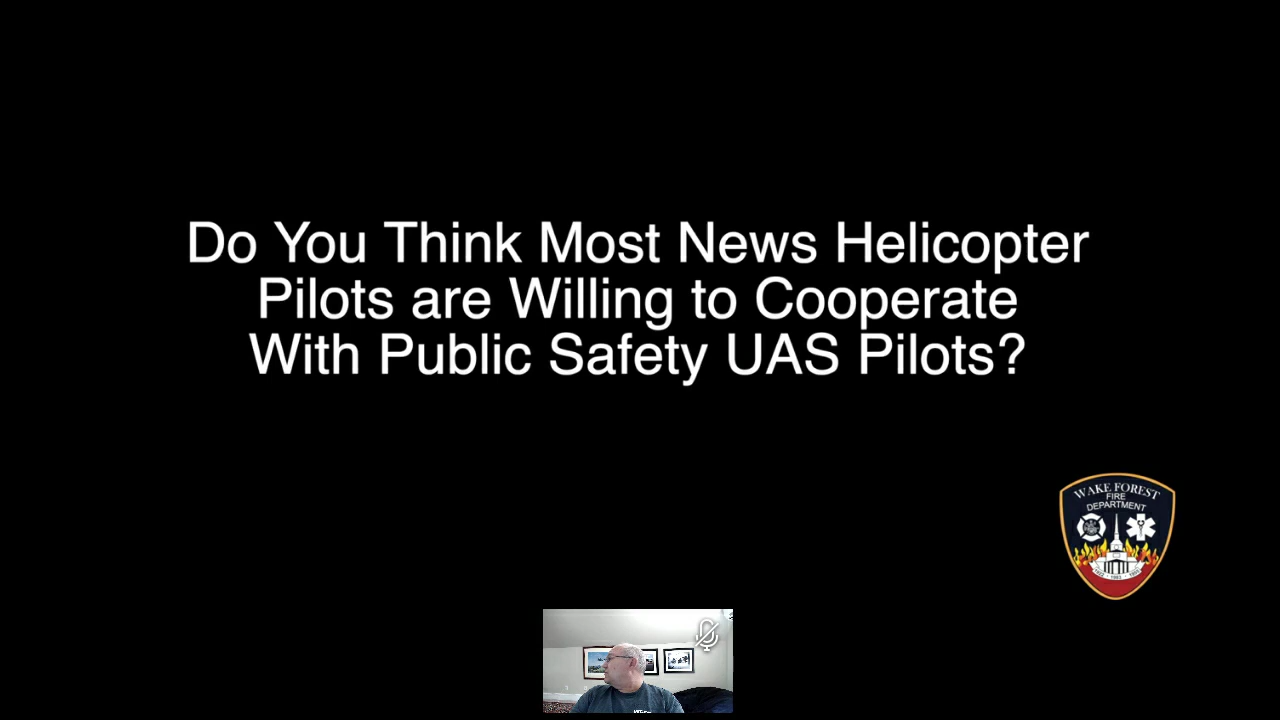 Do You Think Most News Helicopter
Pilots are Willing to Cooperate
With Public Safety UAS Pilots?
WAKE FOREST
FIRE
DEPARTMENT